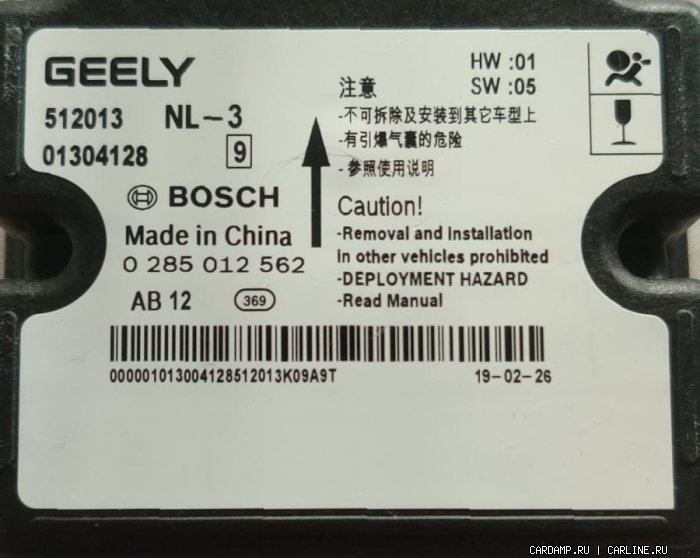 GEELY
512013 NL-3
01304128 9
BOSCH
Made in China
0 285 012 562
AB 12 369
HW :01
注意 SW :05
-不可拆除及安装到其它车型上
-有引爆气囊的危险
-参照使用说明
Caution!
-Removal and Installation
in other vehicles prohibited
-DEPLOYMENT HAZARD
-Read Manual
000001013004128512013K09A9T 19-02-26
CARDAMP.RU | CARLINE.RU